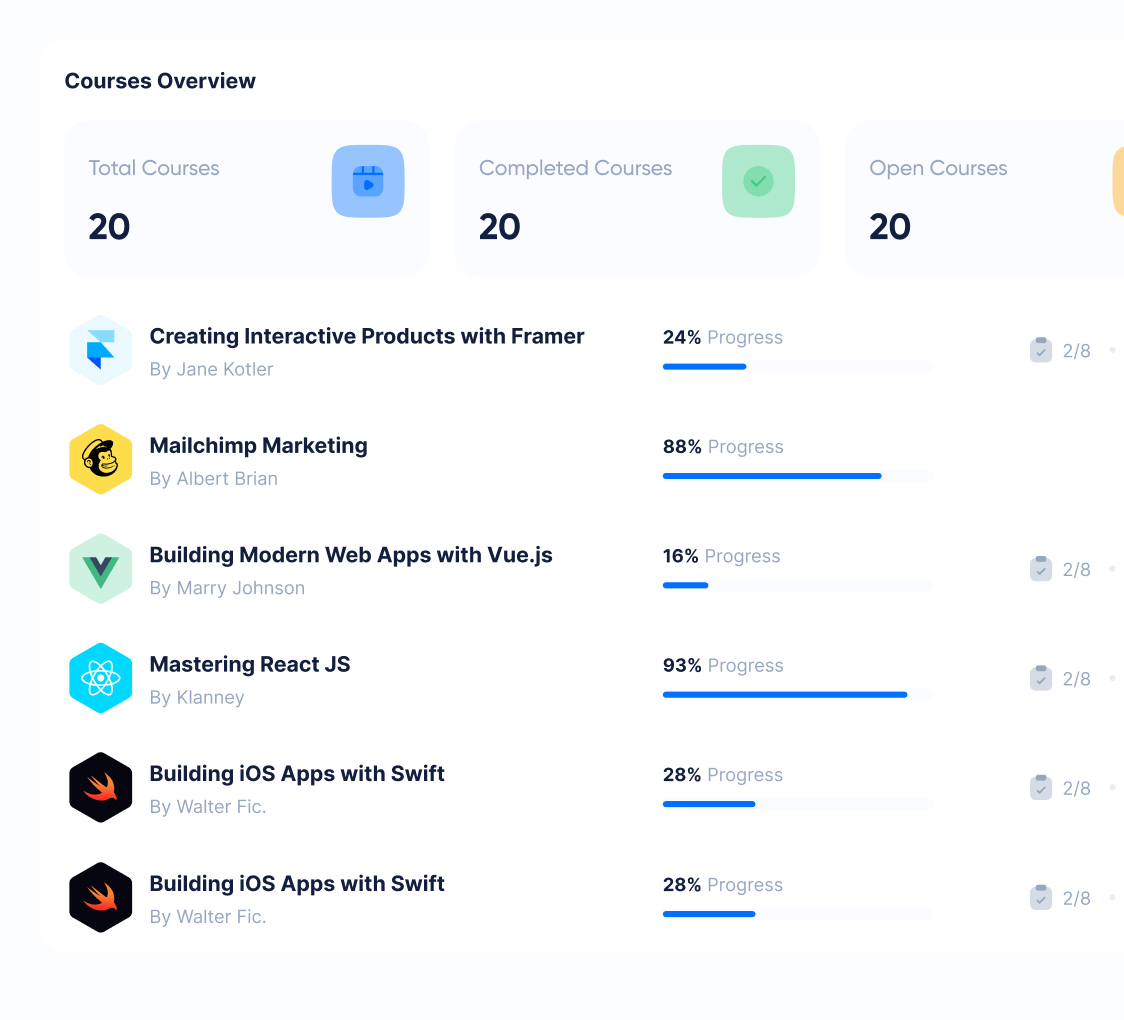 Courses Overview
Total Courses
20
Completed Courses
20
Open Courses
20
Creating Interactive Products with Framer
By Jane Kotler
24% Progress
2/8
Mailchimp Marketing
By Albert Brian
88% Progress
Building Modern Web Apps with Vue.js
By Marry Johnson
16% Progress
2/8
Mastering React JS
By Klanney
93% Progress
2/8
Building iOS Apps with Swift
By Walter Fic.
28% Progress
2/8
Building iOS Apps with Swift
By Walter Fic.
28% Progress
2/8